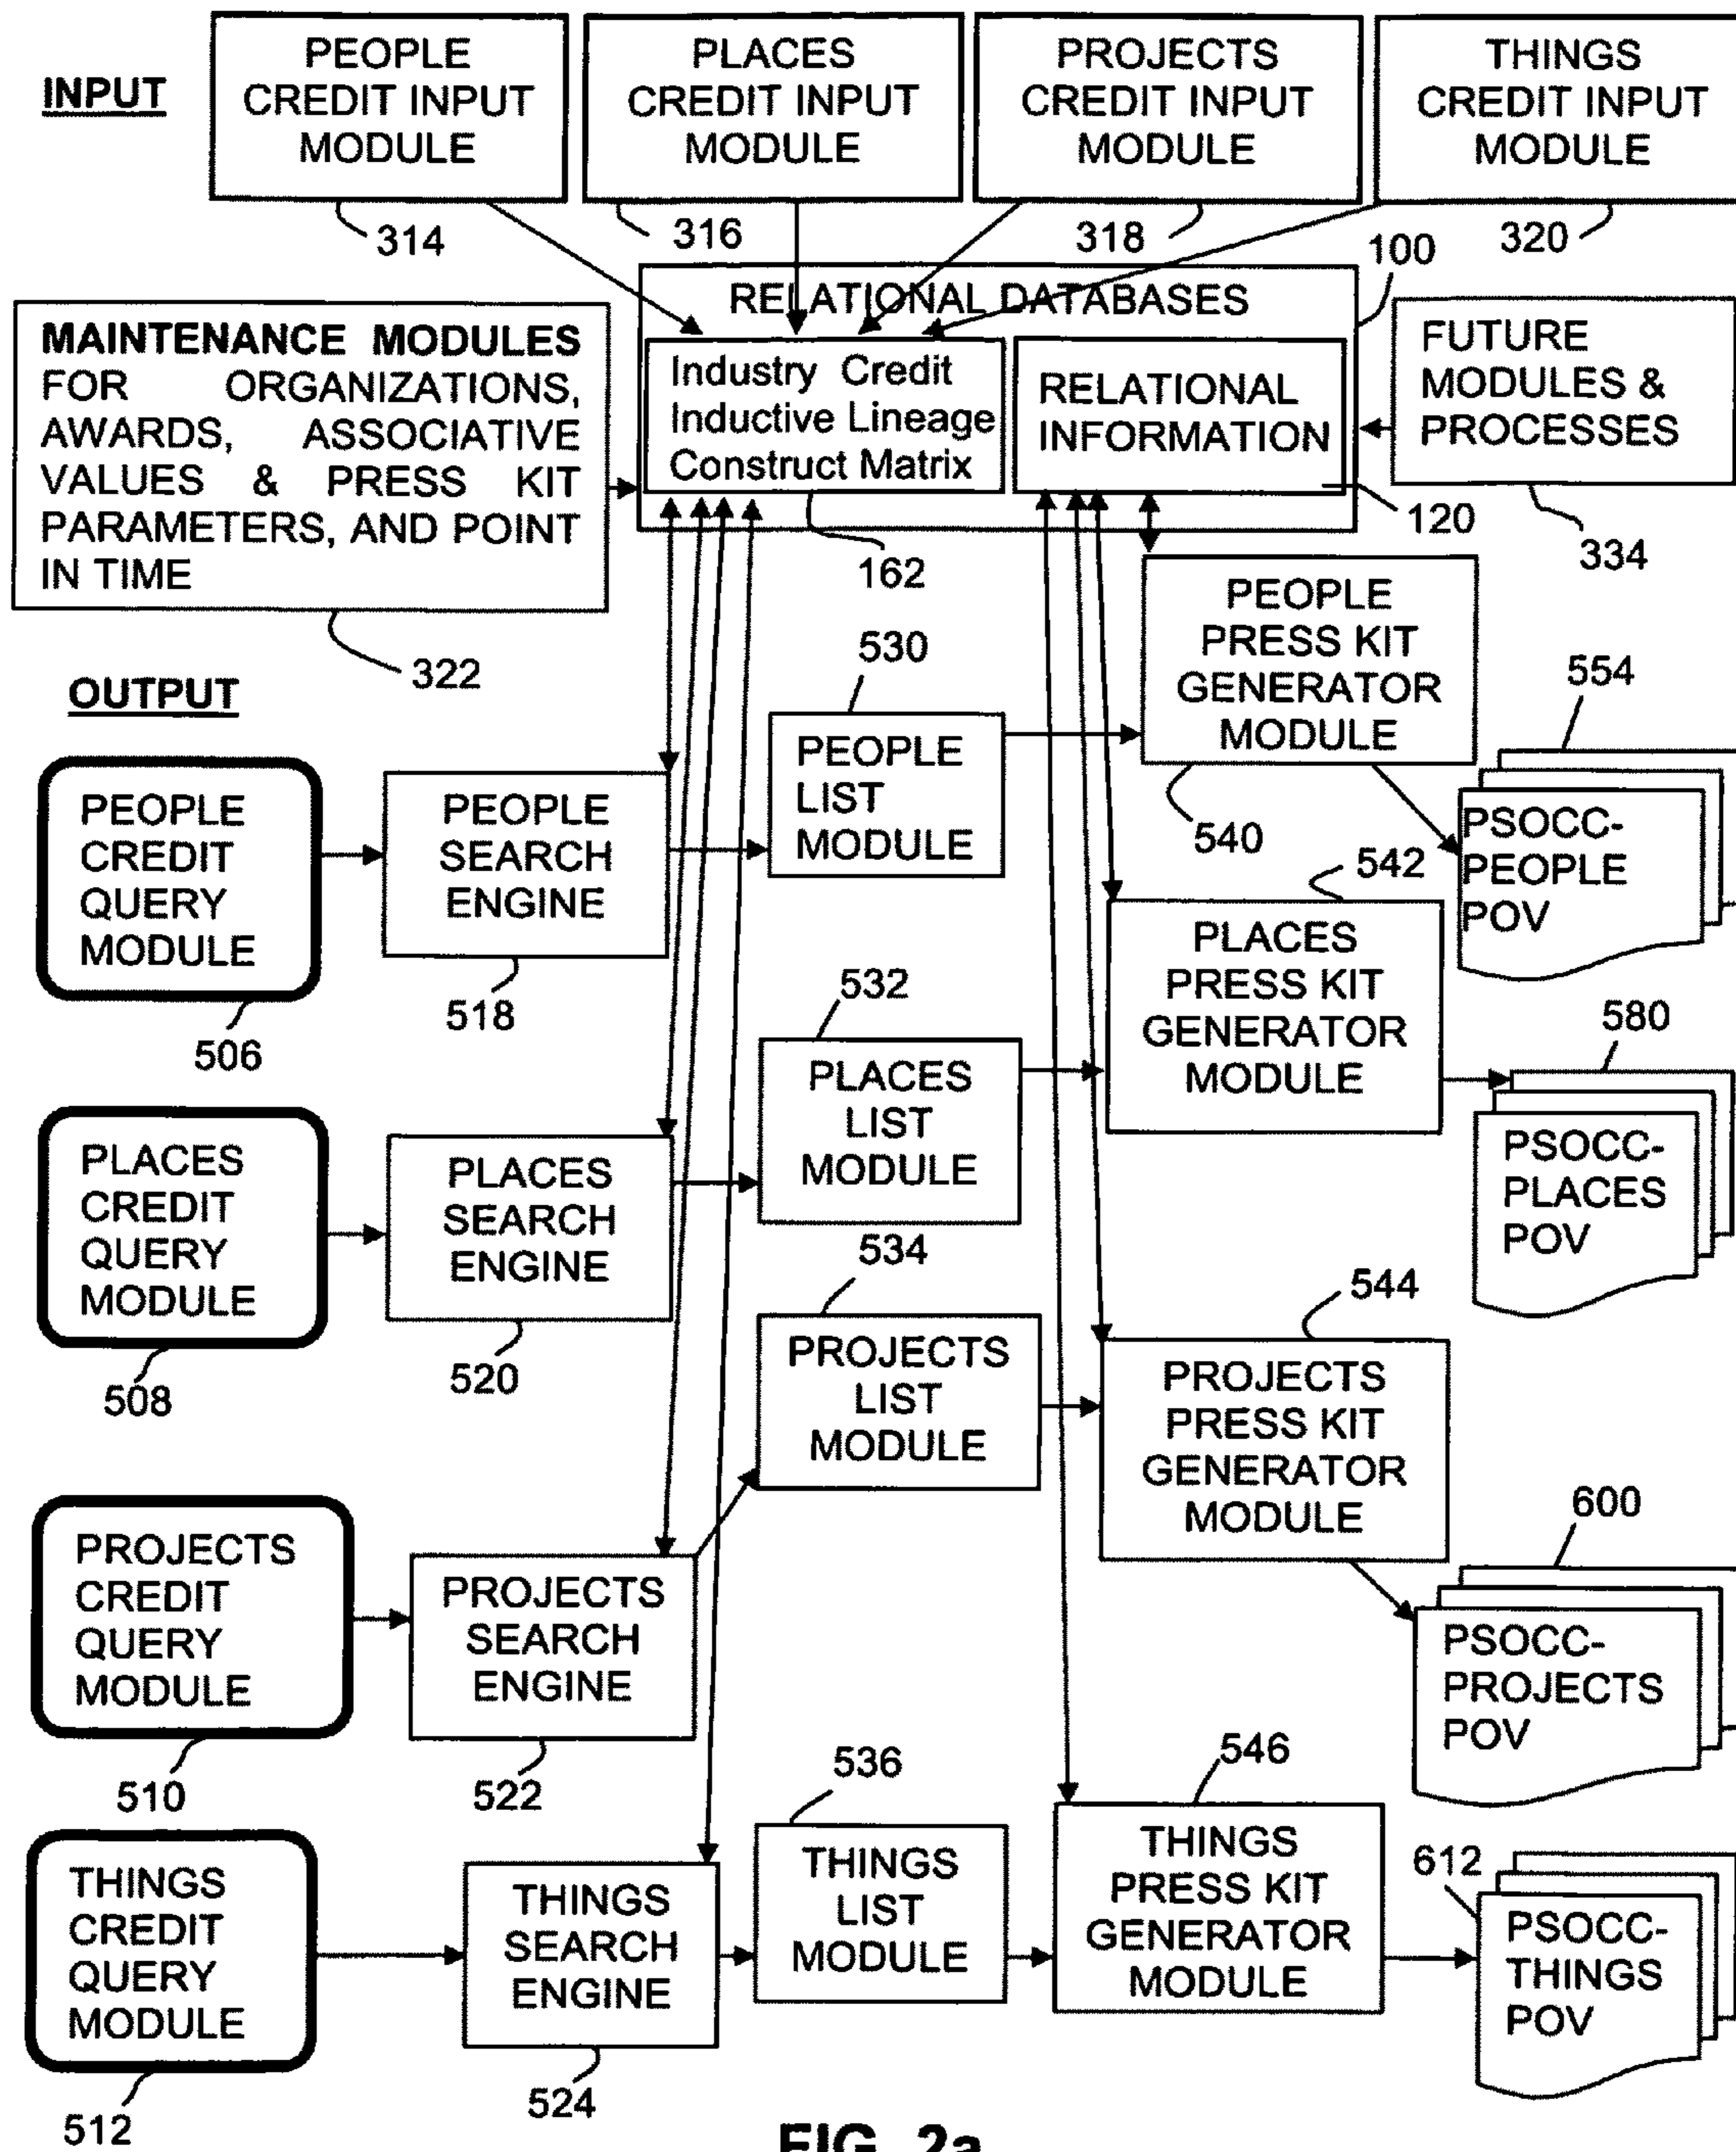 INPUT
PEOPLE
CREDIT INPUT
MODULE
314
PLACES
CREDIT INPUT
MODULE
316
PROJECTS
CREDIT INPUT
MODULE
318
THINGS
CREDIT INPUT
MODULE
320
100
RELATIONAL DATABASES
Industry Credit
Inductive Lineage
Construct Matrix
162
RELATIONAL
INFORMATION
120
MAINTENANCE MODULES
FOR ORGANIZATIONS,
AWARDS, ASSOCIATIVE
VALUES & PRESS KIT
PARAMETERS, AND POINT
IN TIME
322
FUTURE
MODULES &
PROCESSES
334
OUTPUT
PEOPLE
CREDIT
QUERY
MODULE
506
PEOPLE
SEARCH
ENGINE
518
530
PEOPLE
LIST
MODULE
PEOPLE
PRESS KIT
GENERATOR
MODULE
540
554
PSOCC-
PEOPLE
POV
PLACES
CREDIT
QUERY
MODULE
508
PLACES
SEARCH
ENGINE
520
532
PLACES
LIST
MODULE
542
PLACES
PRESS KIT
GENERATOR
MODULE
580
PSOCC-
PLACES
POV
PROJECTS
CREDIT
QUERY
MODULE
510
PROJECTS
SEARCH
ENGINE
522
534
PROJECTS
LIST
MODULE
544
PROJECTS
PRESS KIT
GENERATOR
MODULE
600
PSOCC-
PROJECTS
POV
THINGS
CREDIT
QUERY
MODULE
512
THINGS
SEARCH
ENGINE
524
536
THINGS
LIST
MODULE
546
THINGS
PRESS KIT
GENERATOR
MODULE
612
PSOCC-
THINGS
POV
FIG. 2a